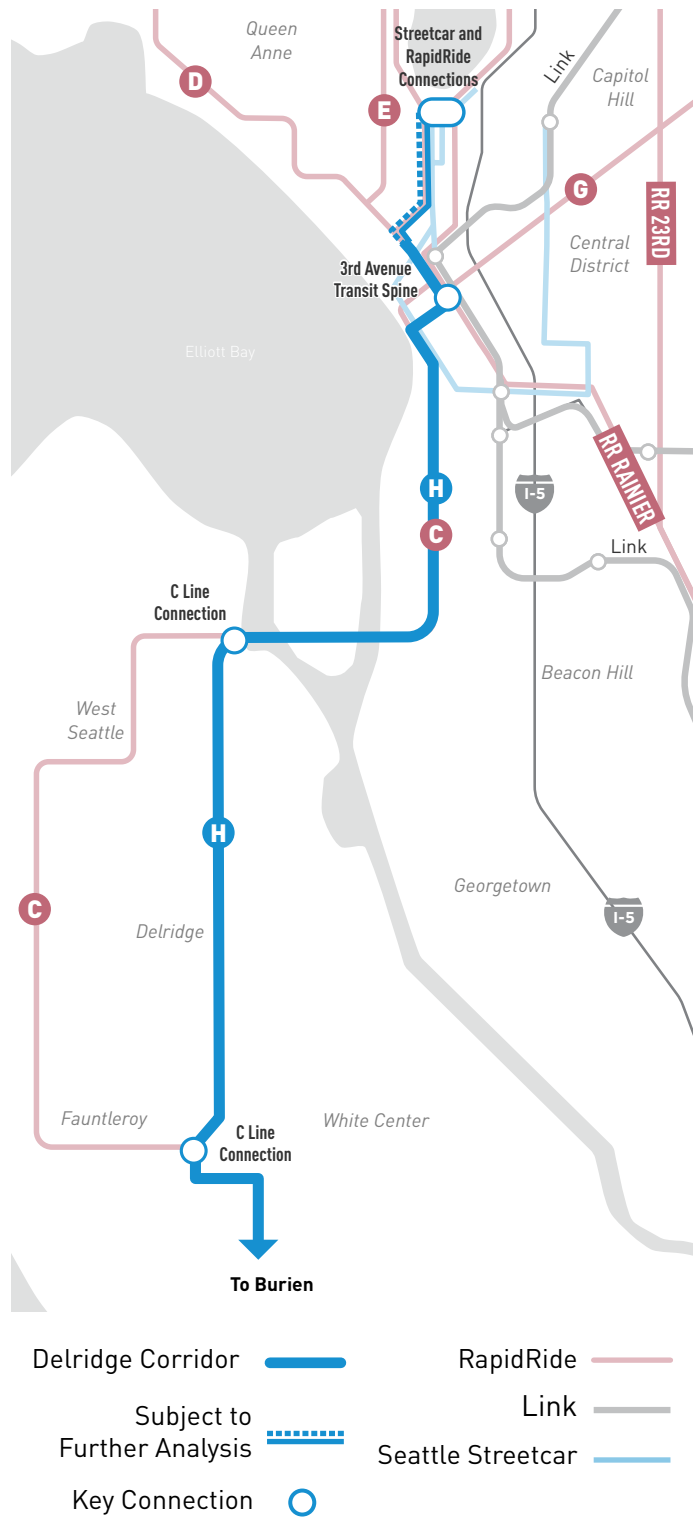 Queen
Anne
Streetcar and
RapidRide
Connections
Link
Capitol
Hill
D
E
G
RR 23RD
Central
District
3rd Avenue
Transit Spine
Elliott Bay
H
C
I-5
RR RAINIER
Link
C Line
Connection
Beacon Hill
West
Seattle
H
Georgetown
C
I-5
Delridge
Fauntleroy
White Center
C Line
Connection
To Burien
Delridge Corridor
RapidRide
Subject to
Further Analysis
Link
Seattle Streetcar
Key Connection